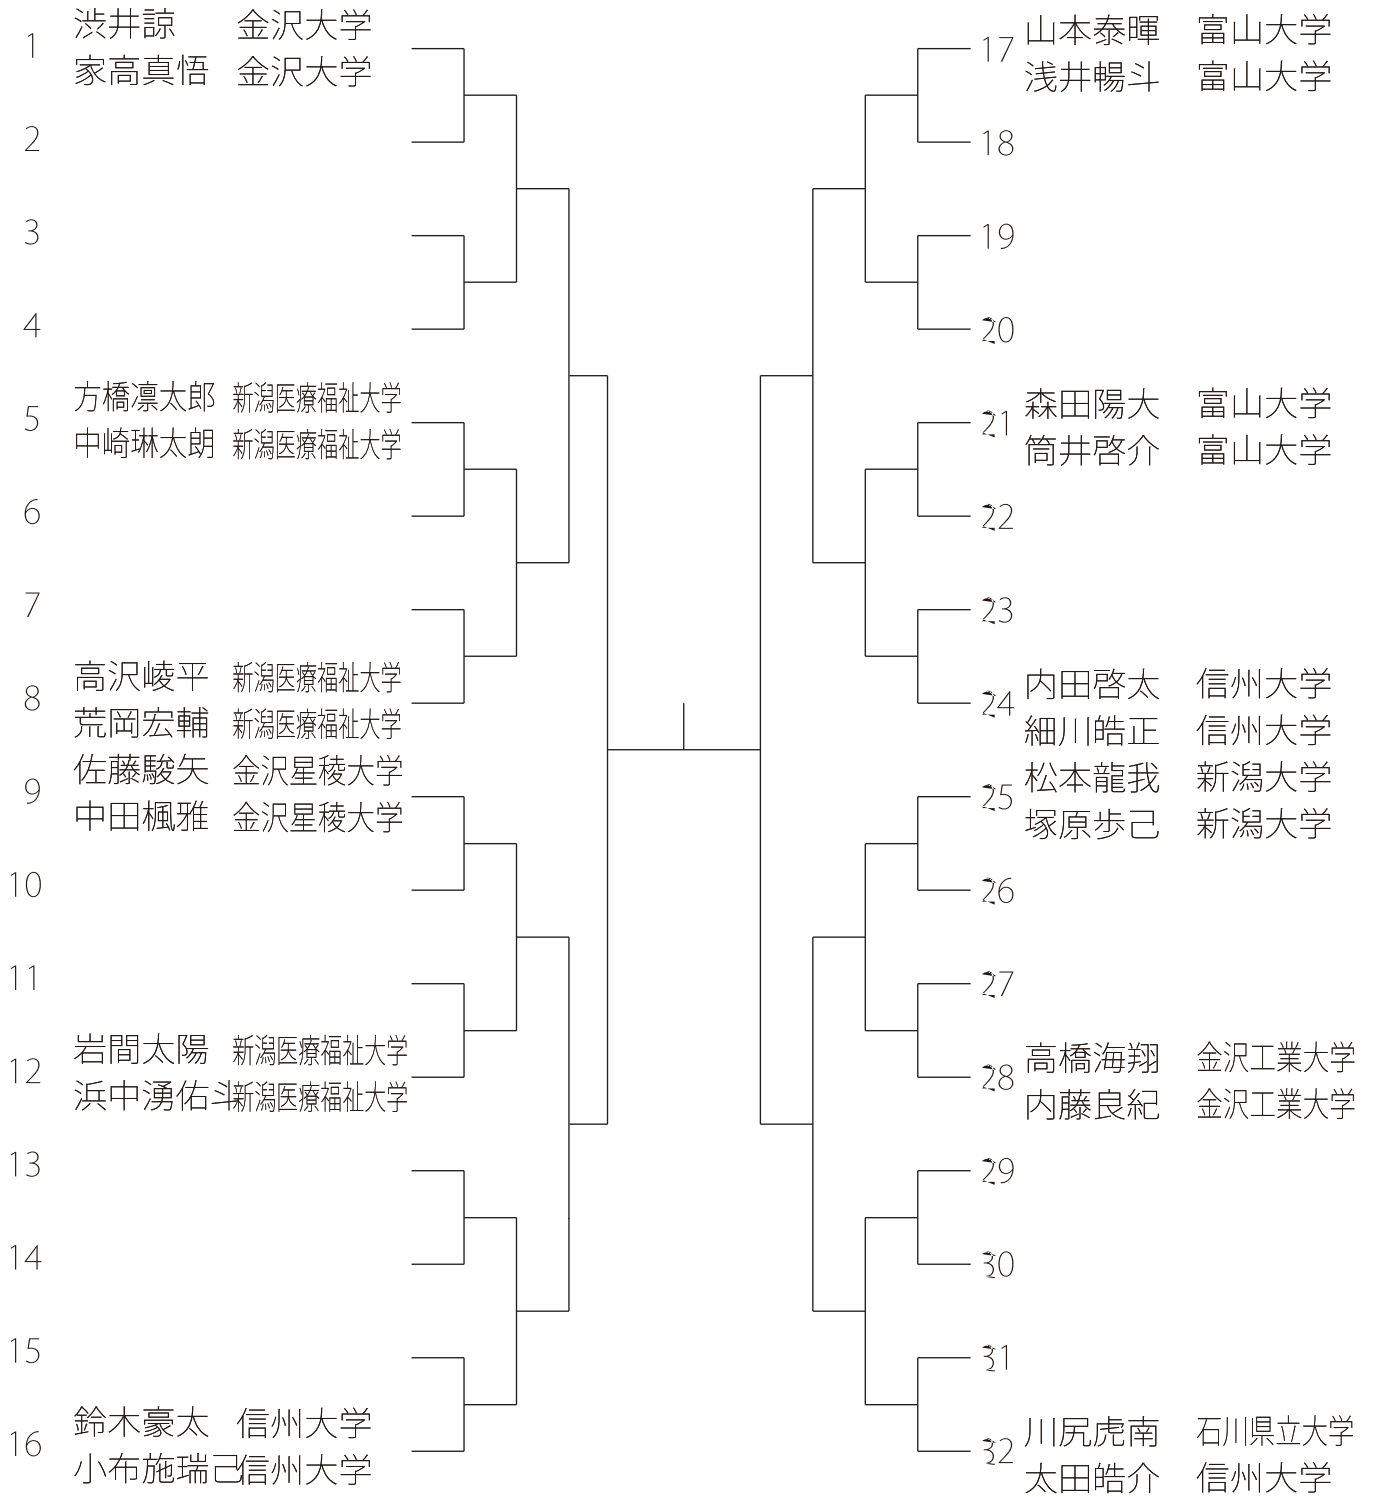 1 渋井諒 金沢大学
家高真悟 金沢大学
2
3
4
5 方橋凛太郎 新潟医療福祉大学
中崎琳太朗 新潟医療福祉大学
6
7
8 高沢崚平 新潟医療福祉大学
荒岡宏輔 新潟医療福祉大学
9 佐藤駿矢 金沢星稜大学
中田楓雅 金沢星稜大学
10
11
12 岩間太陽 新潟医療福祉大学
浜中湧佑斗 新潟医療福祉大学
13
14
15
16 鈴木豪太 信州大学
小布施瑞己 信州大学
17 山本泰暉 富山大学
浅井暢斗 富山大学
18
19
20
21 森田陽大 富山大学
筒井啓介 富山大学
22
23
24 内田啓太 信州大学
細川皓正 信州大学
25 松本龍我 新潟大学
塚原歩己 新潟大学
26
27
28 高橋海翔 金沢工業大学
内藤良紀 金沢工業大学
29
30
31
32 川尻虎南 石川県立大学
太田皓介 信州大学